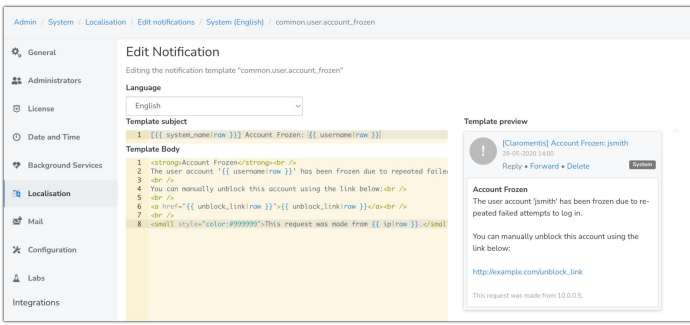 Admin / System / Localisation / Edit notifications / System (English) / common.user.account_frozen
General
Administrators
License
Date and Time
Background Services
Localisation
Mail
Configuration
Labs
Integrations
Edit Notification
Editing the notification template "common.user.account_frozen"
Language
English
Template subject
1 [{{ system_name|raw }}] Account Frozen: {{ username|raw }}
Template Body
1 <strong>Account Frozen</strong><br />
2 The user account '{{ username|raw }}' has been frozen due to repeated failed
3 <br />
4 You can manually unblock this account using the link below:<br />
5 <br />
6 <a href="{{ unblock_link|raw }}">{{ unblock_link|raw }}</a><br />
7 <br />
8 <small style="color:#999999">This request was made from {{ ip|raw }}.</smal
Template preview
[Claromentis] Account Frozen: jsmith
29-05-2020 14:00
Reply • Forward • Delete
System
Account Frozen
The user account 'jsmith' has been frozen due to re-
peated failed attempts to log in.
You can manually unblock this account using the
link below:
http://example.com/unblock_link
This request was made from 10.0.0.5.